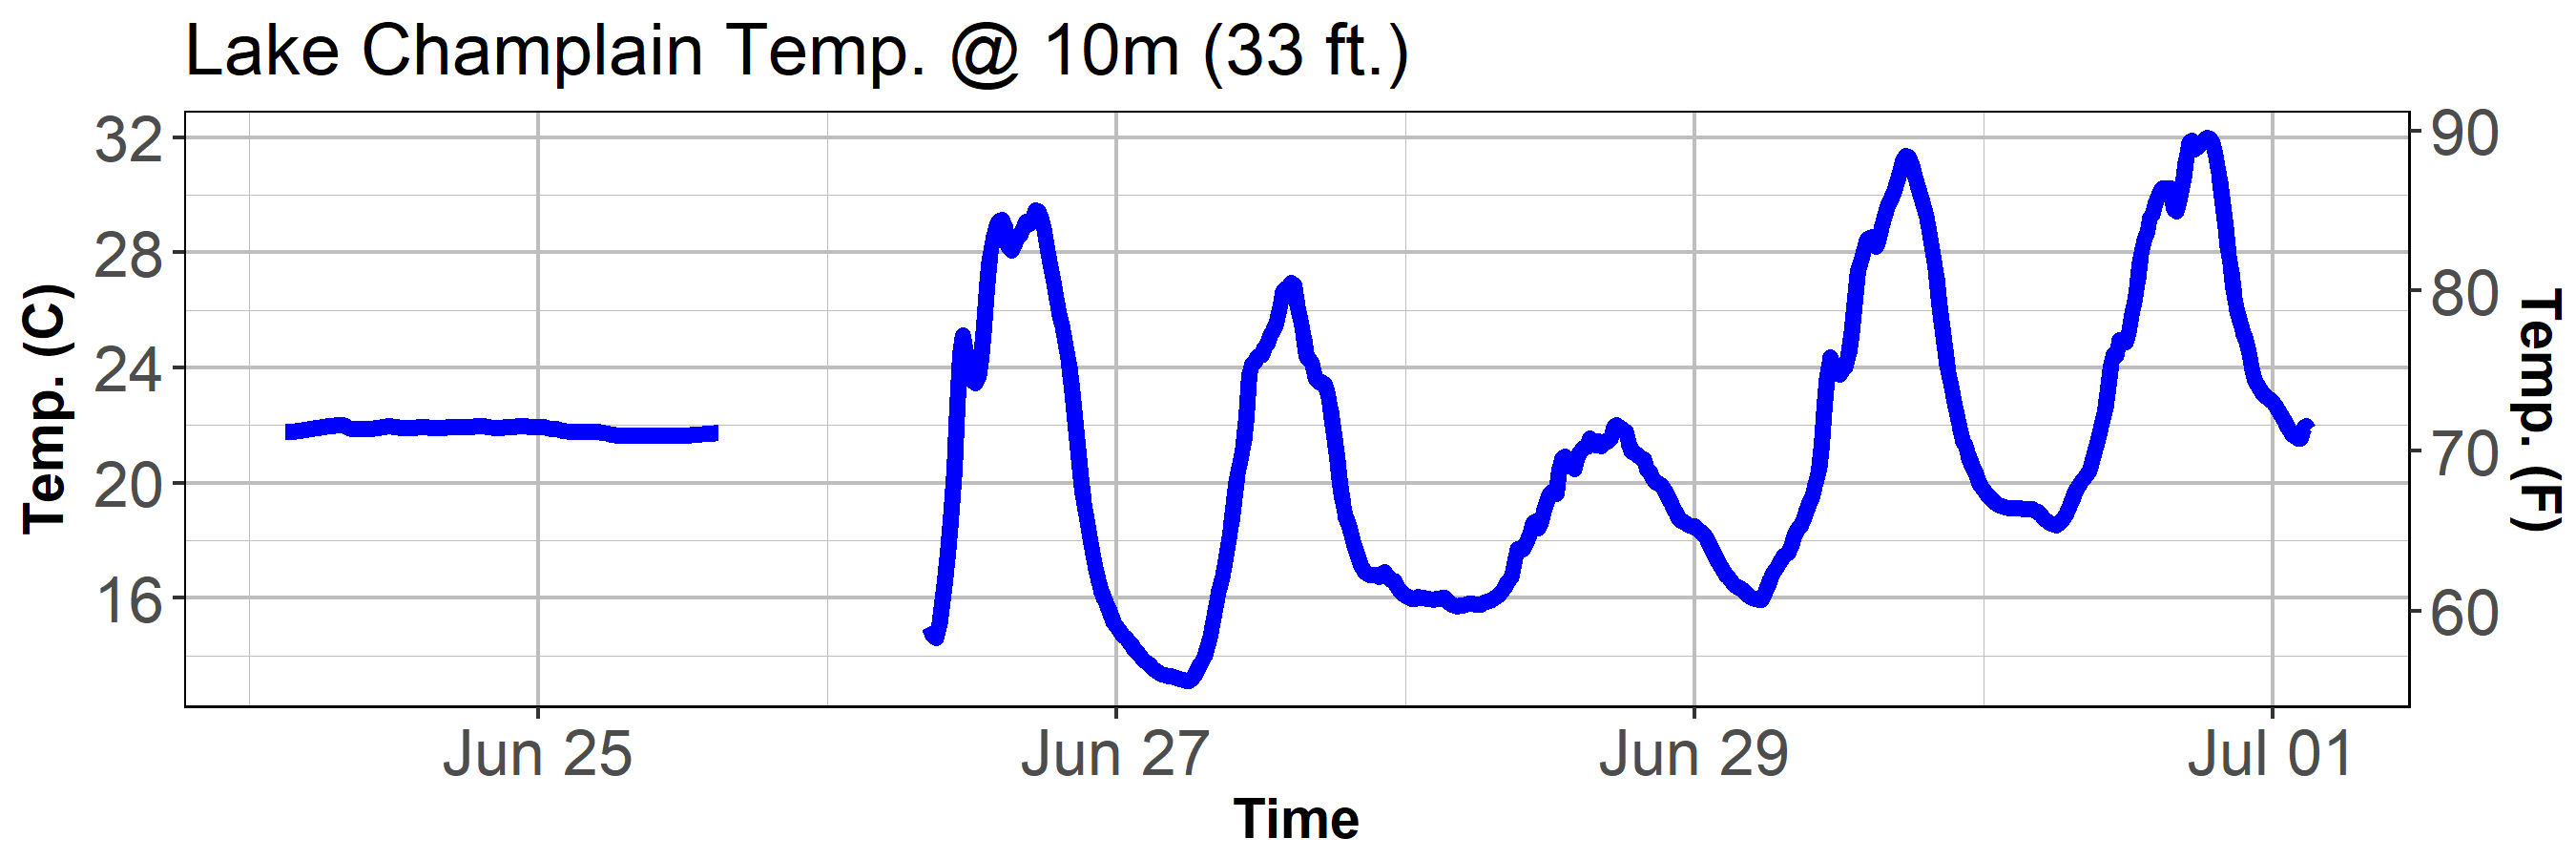 Lake Champlain Temp. @ 10m (33 ft.)
32
28
24
20
16
Temp. (C)
90
80
70
60
Temp. (F)
Jun 25
Jun 27
Jun 29
Jul 01
Time